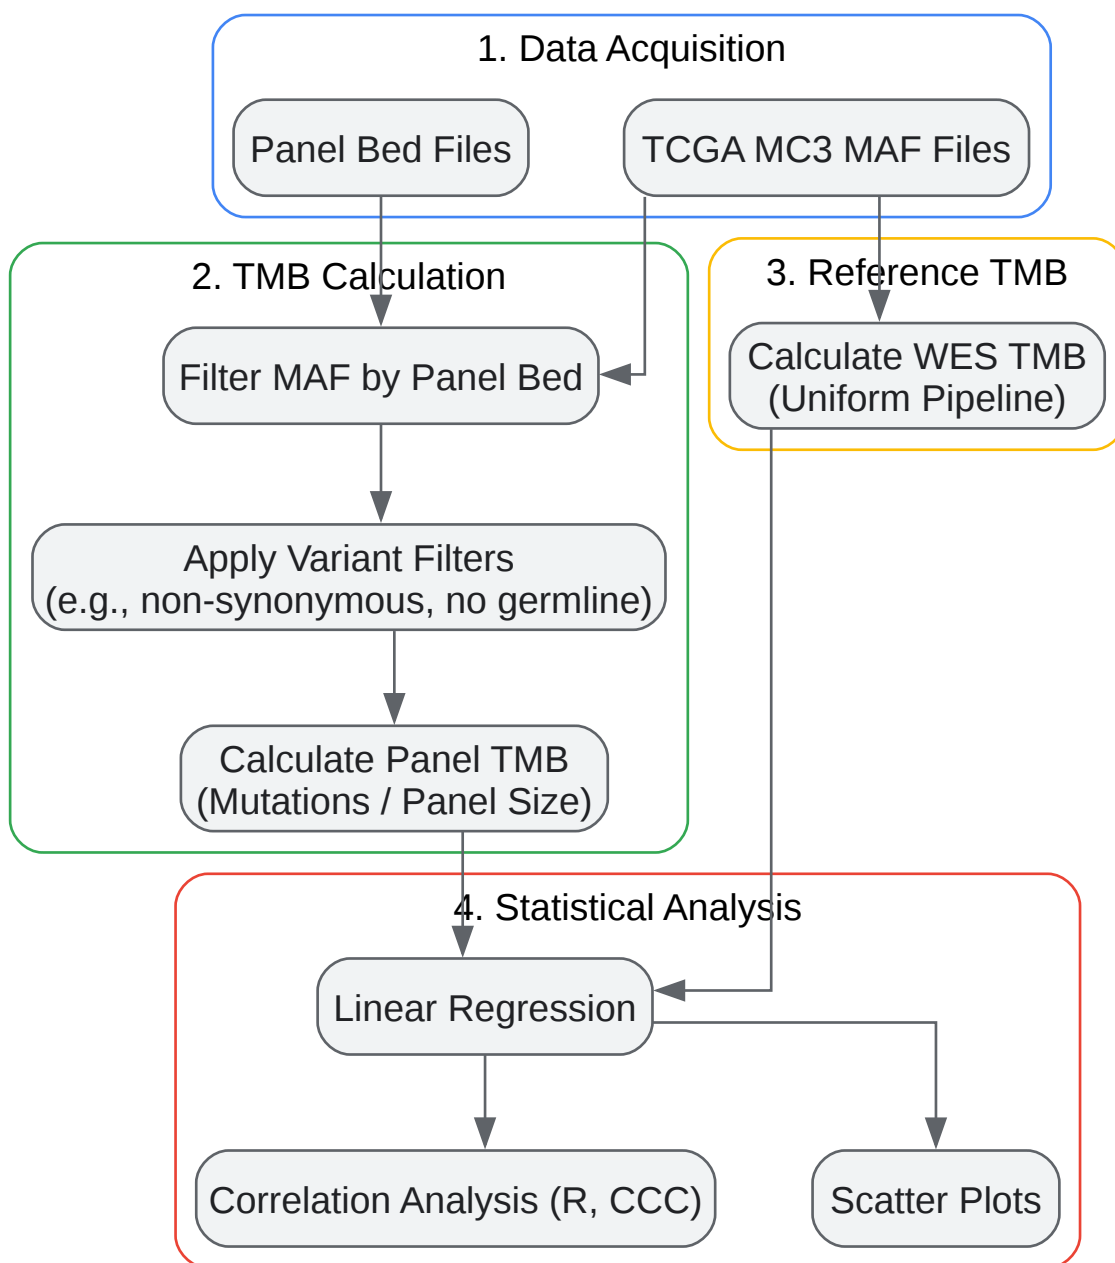 1. Data Acquisition
Panel Bed Files
TCGA MC3 MAF Files
2. TMB Calculation
Filter MAF by Panel Bed
Apply Variant Filters
(e.g., non-synonymous, no germline)
Calculate Panel TMB
(Mutations / Panel Size)
3. Reference TMB
Calculate WES TMB
(Uniform Pipeline)
4. Statistical Analysis
Linear Regression
Correlation Analysis (R, CCC)
Scatter Plots